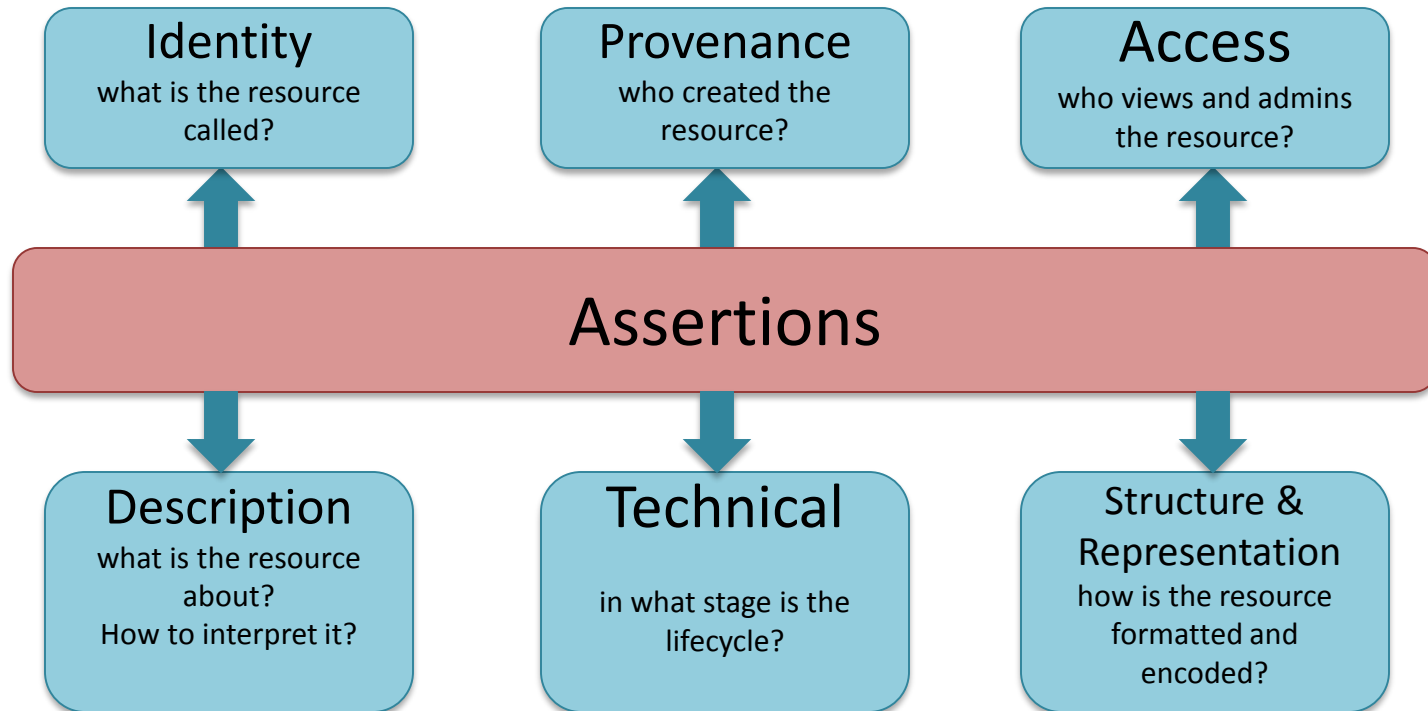 Identity
what is the resource
called?
Provenance
who created the
resource?
Access
who views and admins
the resource?
Assertions
Description
what is the resource
about?
How to interpret it?
Technical
in what stage is the
lifecycle?
Structure &
Representation
how is the resource
formatted and
encoded?